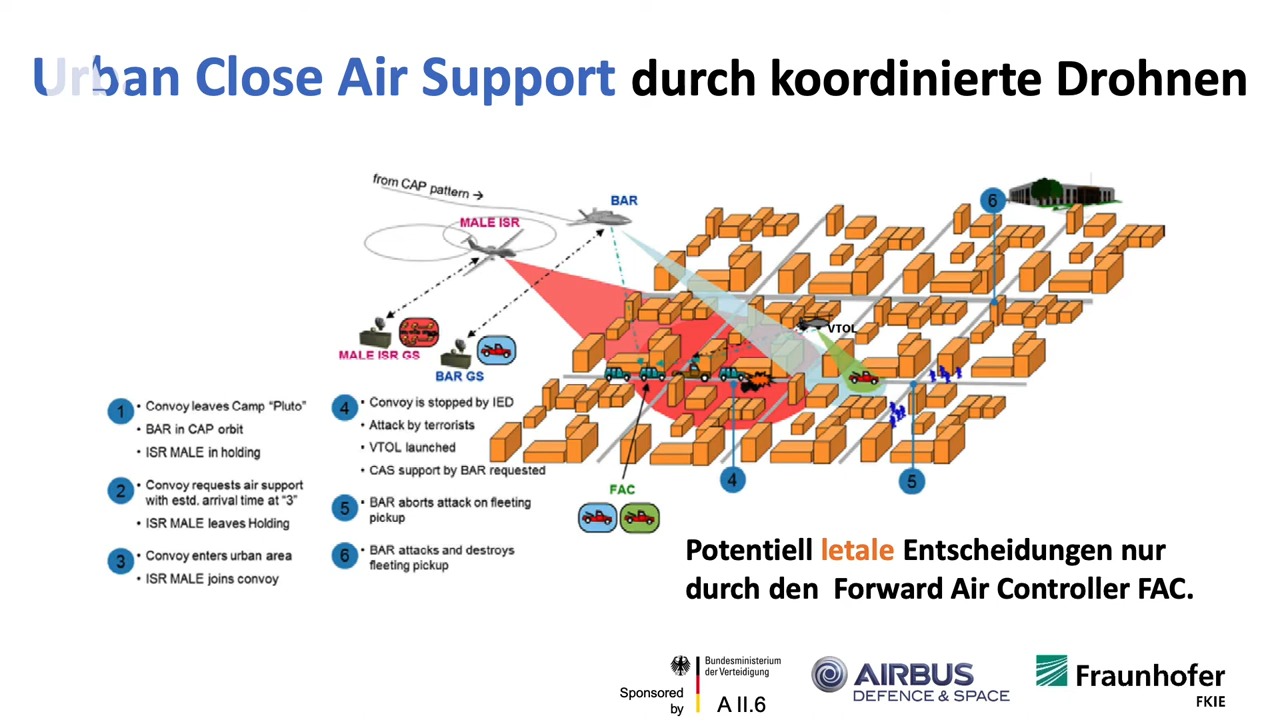 Urban Close Air Support durch koordinierte Drohnen
from CAP pattern →
BAR
MALE ISR
6
VTOL
MALE ISR GS
BAR GS
1
• Convoy leaves Camp “Pluto”
• BAR in CAP orbit
• ISR MALE in holding
2
• Convoy requests air support
with estd. arrival time at “3”
• ISR MALE leaves Holding
3
• Convoy enters urban area
• ISR MALE joins convoy
4
• Convoy is stopped by IED
• Attack by terrorists
• VTOL launched
• CAS support by BAR requested
5
• BAR aborts attack on fleeting
pickup
6
• BAR attacks and destroys
fleeting pickup
FAC
4
5
Potentiell letale Entscheidungen nur
durch den Forward Air Controller FAC.
Sponsored
by
Bundesministerium
der Verteidigung
A II.6
AIRBUS
DEFENCE & SPACE
Fraunhofer
FKIE